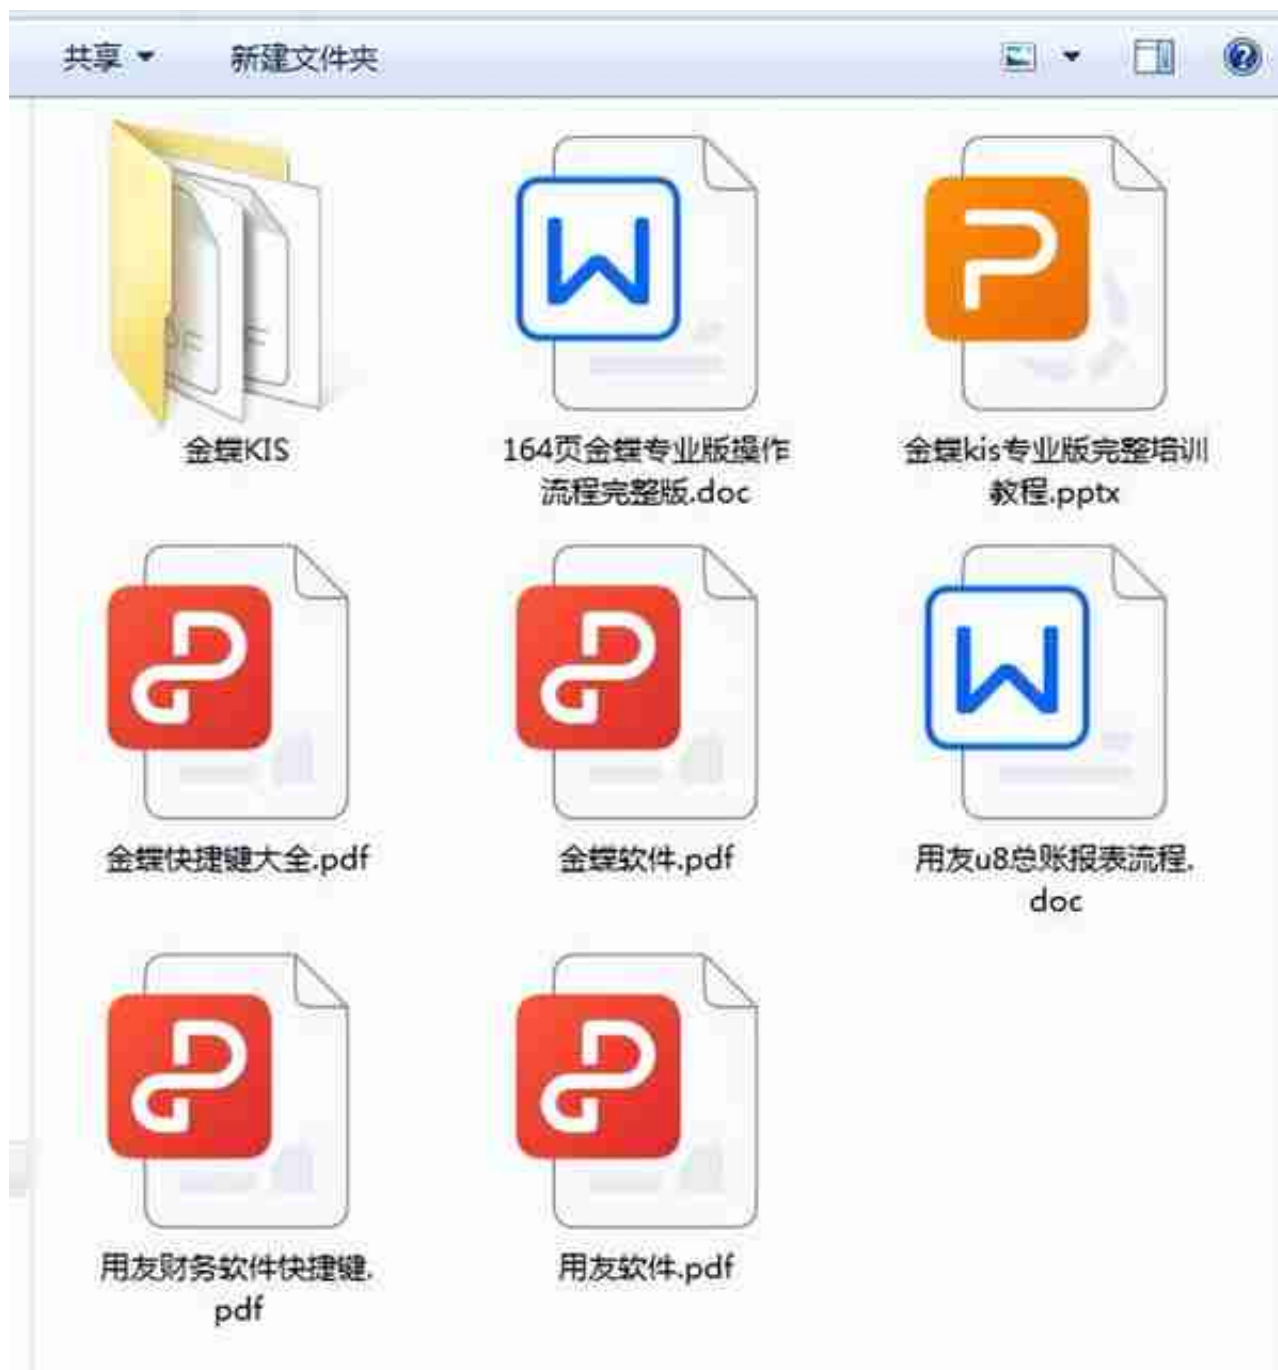 共享
新建文件夹
金蝶KIS
164页金蝶专业版操作
流程完整版.doc
金蝶kis专业版完整培训
教程.pptx
金蝶快捷键大全.pdf
金蝶软件.pdf
用友u8总账报表流程.
doc
用友财务软件快捷键.
pdf
用友软件.pdf